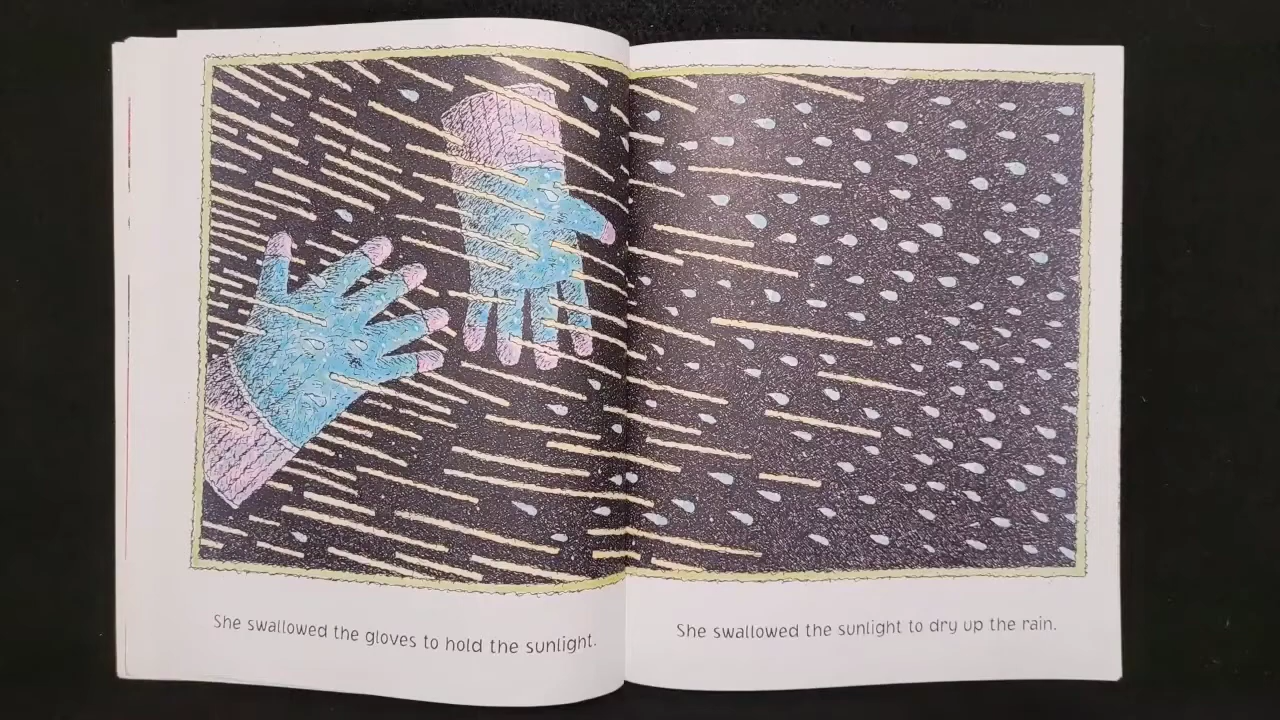 She swallowed the gloves to hold the sunlight.
She swallowed the sunlight to dry up the rain.